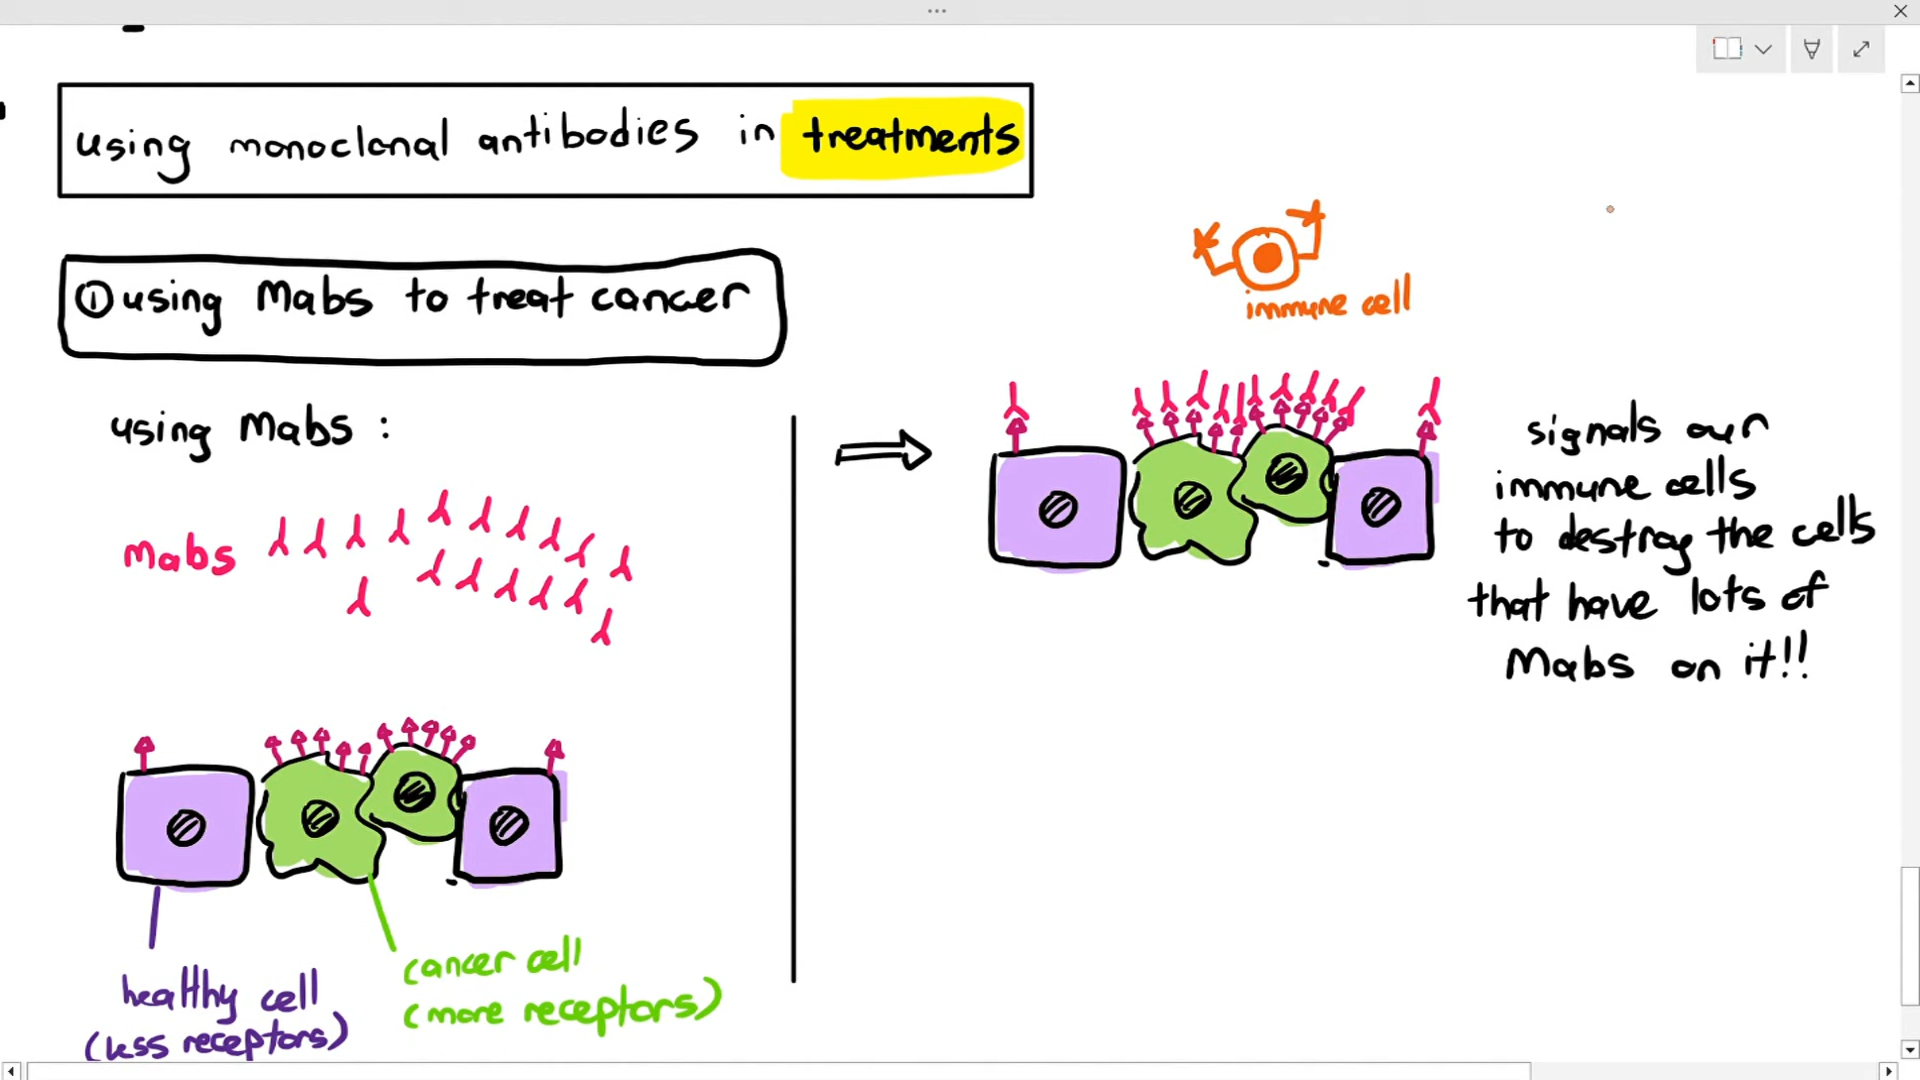 using monoclonal antibodies in treatments
① using Mabs to treat cancer
using Mabs :
Mabs
healthy cell
(less receptors)
cancer cell
(more receptors)
immune cell
signals our
immune cells
to destroy the cells
that have lots of
Mabs on it!!